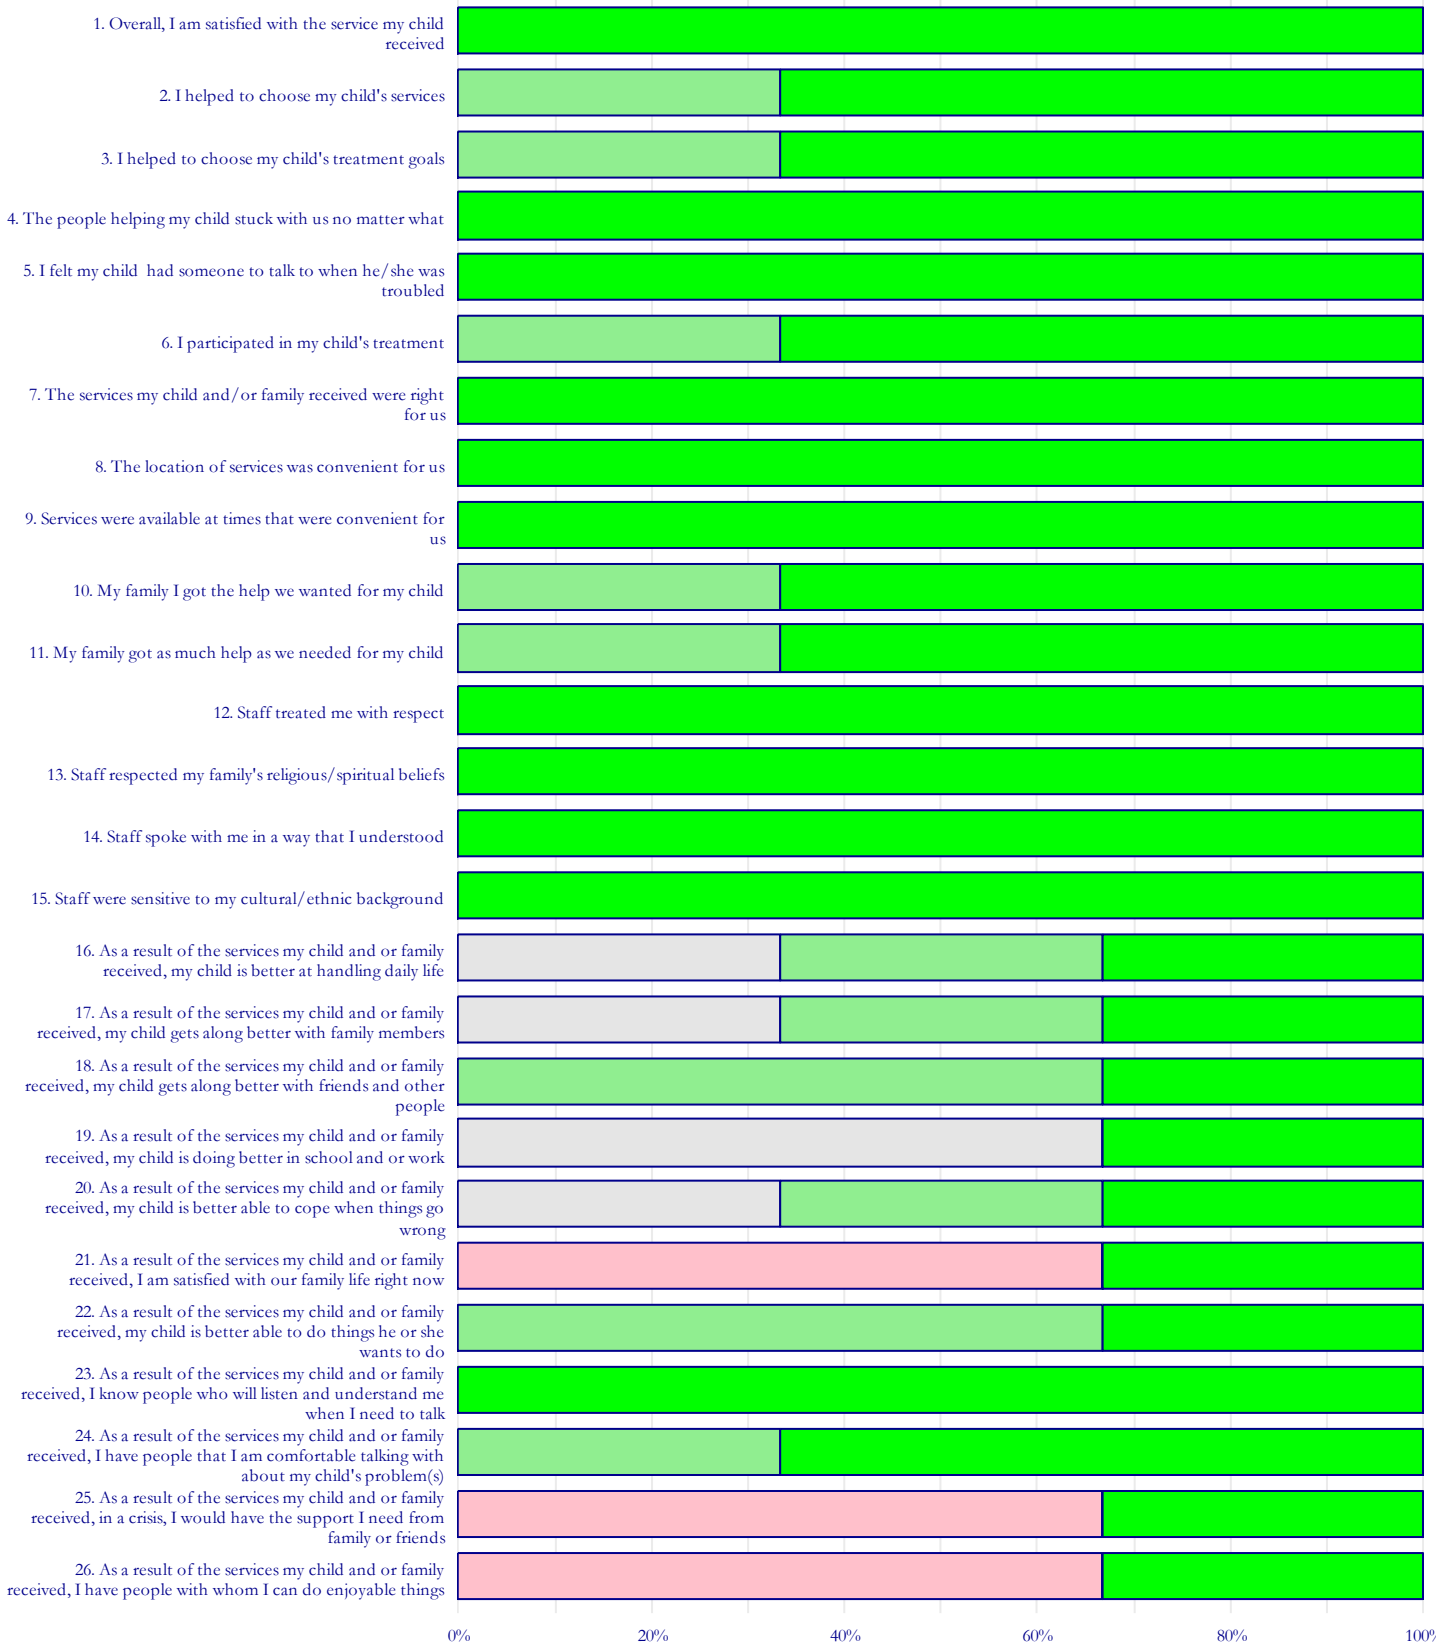 1. Overall, I am satisfied with the service my child
received
2. I helped to choose my child's services
3. I helped to choose my child's treatment goals
4. The people helping my child stuck with us no matter what
5. I felt my child  had someone to talk to when he/she was
troubled
6. I participated in my child's treatment
7. The services my child and/or family received were right
for us
8. The location of services was convenient for us
9. Services were available at times that were convenient for
us
10. My family I got the help we wanted for my child
11. My family got as much help as we needed for my child
12. Staff treated me with respect
13. Staff respected my family's religious/spiritual beliefs
14. Staff spoke with me in a way that I understood
15. Staff were sensitive to my cultural/ethnic background
16. As a result of the services my child and or family
received, my child is better at handling daily life
17. As a result of the services my child and or family
received, my child gets along better with family members
18. As a result of the services my child and or family
received, my child gets along better with friends and other
people
19. As a result of the services my child and or family
received, my child is doing better in school and or work
20. As a result of the services my child and or family
received, my child is better able to cope when things go
wrong
21. As a result of the services my child and or family
received, I am satisfied with our family life right now
22. As a result of the services my child and or family
received, my child is better able to do things he or she
wants to do
23. As a result of the services my child and or family
received, I know people who will listen and understand me
when I need to talk
24. As a result of the services my child and or family
received, I have people that I am comfortable talking with
about my child's problem(s)
25. As a result of the services my child and or family
received, in a crisis, I would have the support I need from
family or friends
26. As a result of the services my child and or family
received, I have people with whom I can do enjoyable things
0% 20% 40% 60% 80% 100%